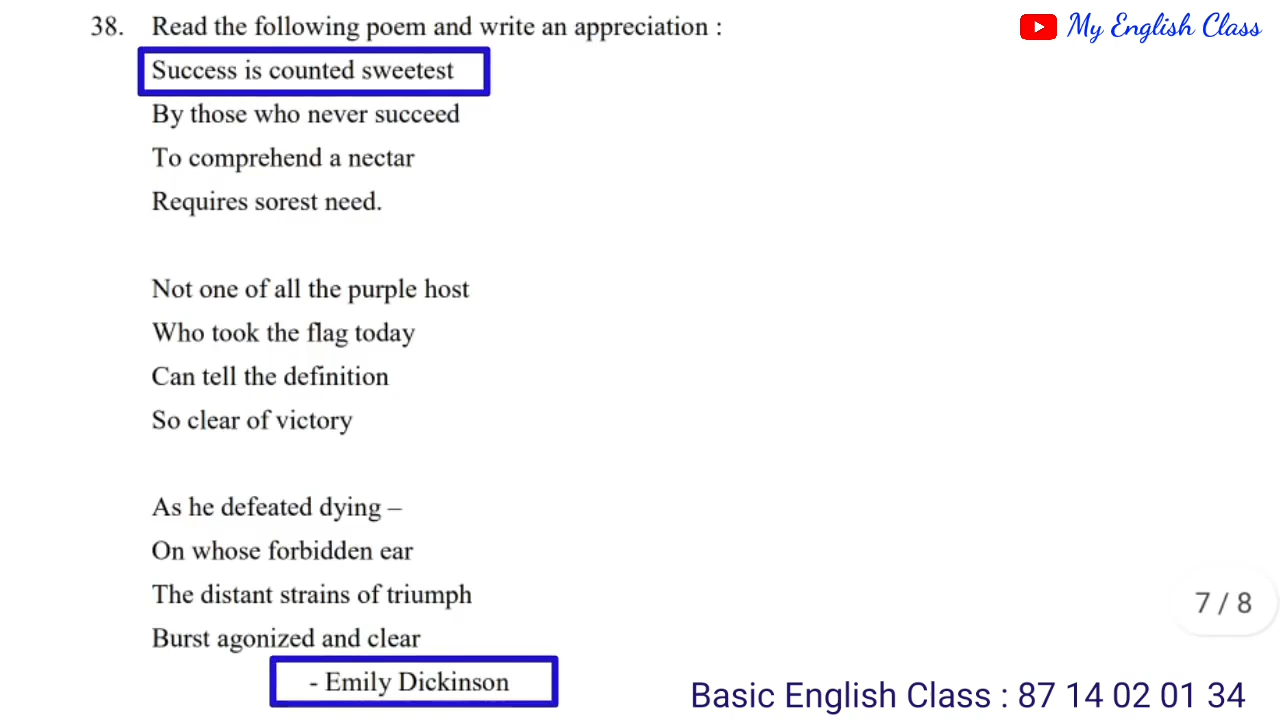 38. Read the following poem and write an appreciation :
My English Class
Success is counted sweetest
By those who never succeed
To comprehend a nectar
Requires sorest need.
Not one of all the purple host
Who took the flag today
Can tell the definition
So clear of victory
As he defeated dying –
On whose forbidden ear
The distant strains of triumph
7 / 8
Burst agonized and clear
- Emily Dickinson
Basic English Class : 87 14 02 01 34